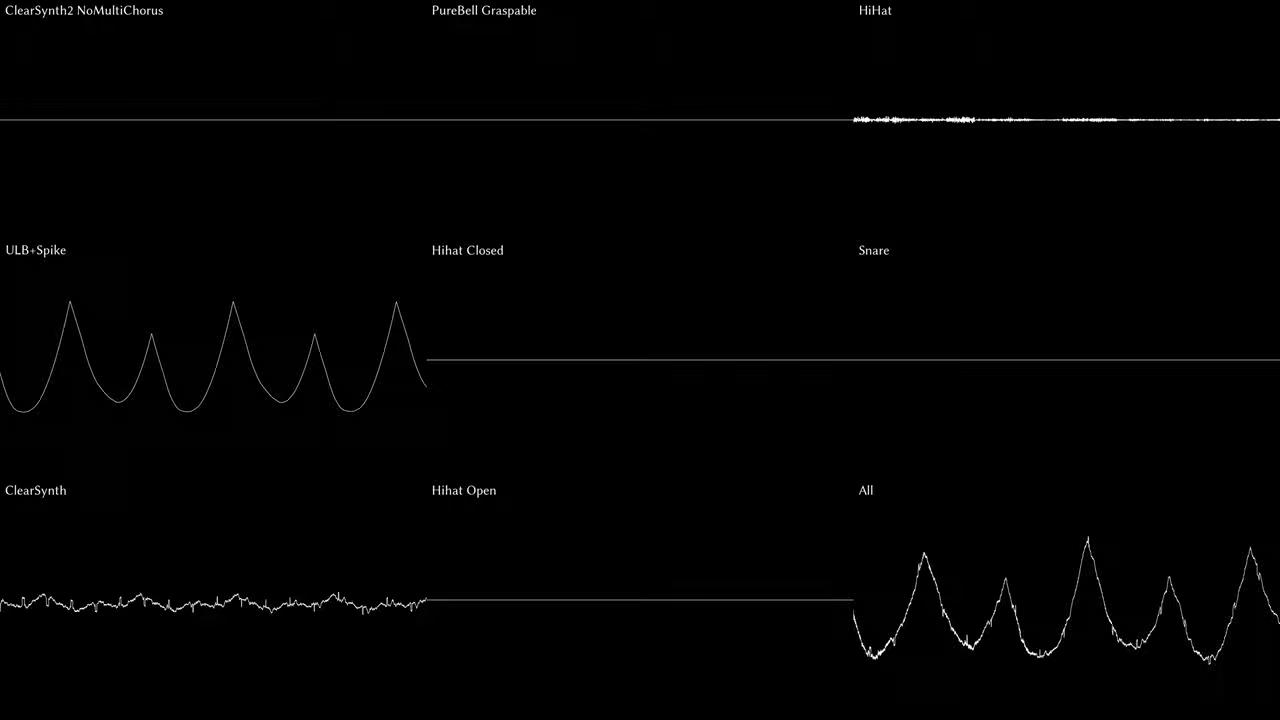 ClearSynth2 NoMultiChorus
PureBell Graspable
HiHat
ULB+Spike
Hihat Closed
Snare
ClearSynth
Hihat Open
All